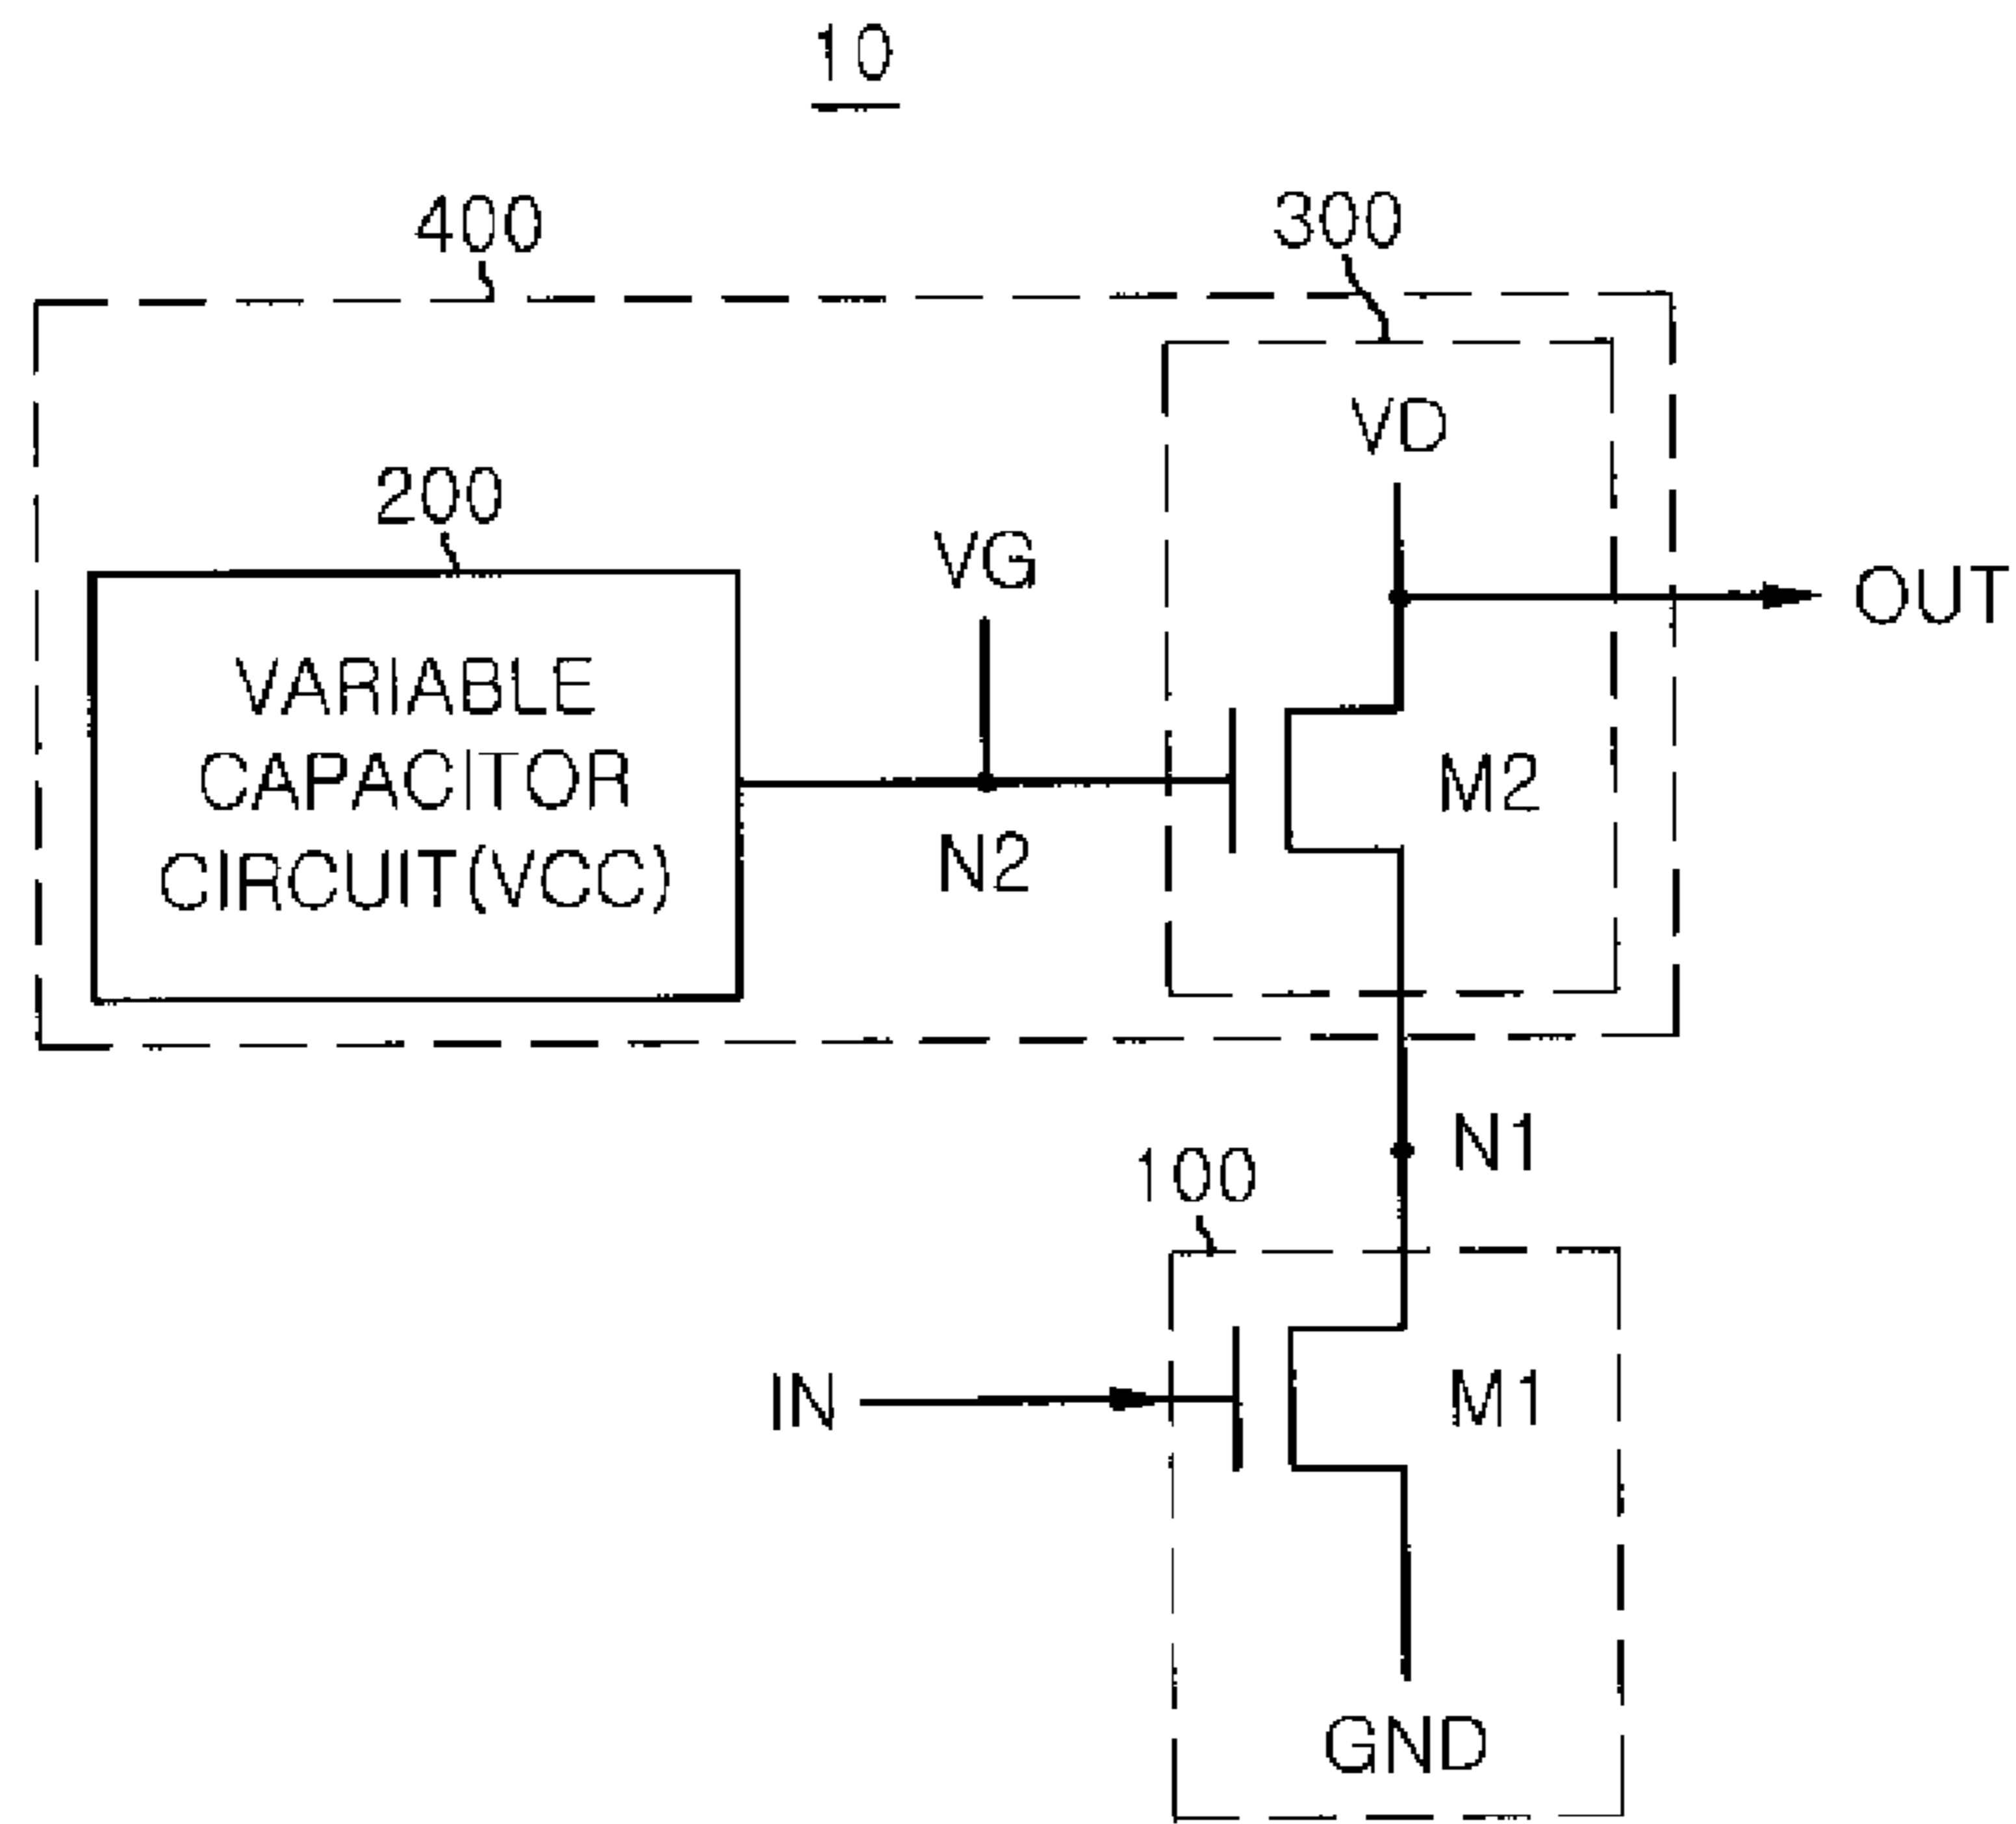 10
400
300
VD
200
VG
OUT
VARIABLE
CAPACITOR
CIRCUIT(VCC)
M2
N2
N1
100
IN
M1
GND